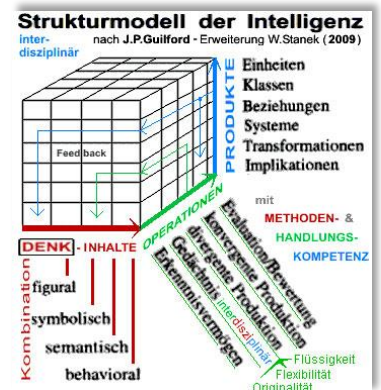 Strukturmodell der Intelligenz
inter-
disziplinär
nach J.P.Guilford - Erweiterung W.Stanek (2009)
PRODUKTE
Einheiten
Klassen
Beziehungen
Systeme
Transformationen
Implikationen
Feedback
OPERATIONEN
mit
METHODEN- &
HANDLUNGS-
KOMPETENZ
DENK - INHALTE
Kombination
figural
symbolisch
semantisch
behavioral
Evaluation/Bewertung
konvergente Produktion
divergente Produktion
Gedächtnis interdisziplinär
Erkenntnisvermögen
Flüssigkeit
Flexibilität
Originalität